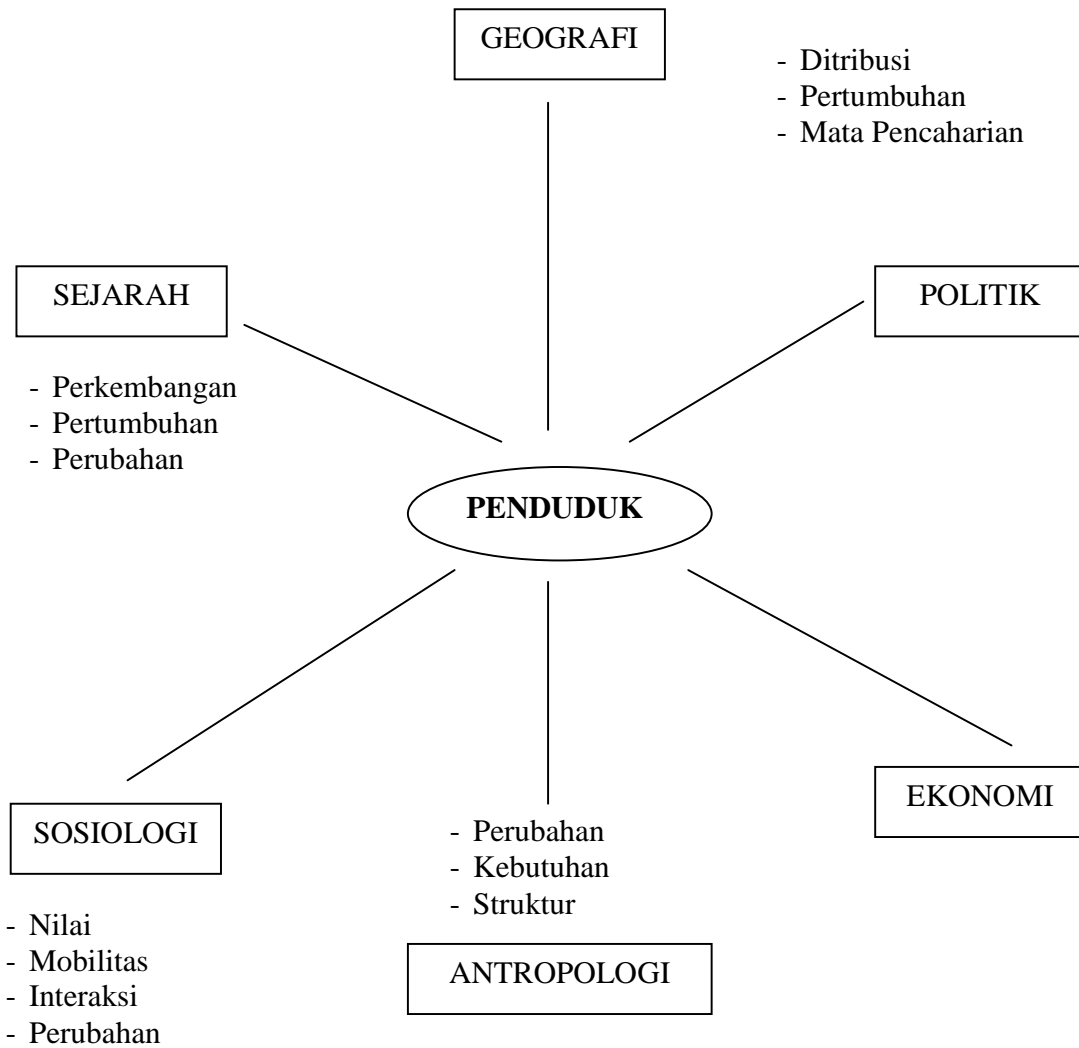 GEOGRAFI
- Ditribusi
- Pertumbuhan
- Mata Pencaharian
SEJARAH
POLITIK
- Perkembangan
- Pertumbuhan
- Perubahan
PENDUDUK
EKONOMI
SOSIOLOGI
- Perubahan
- Kebutuhan
- Struktur
- Nilai
- Mobilitas
- Interaksi
- Perubahan
ANTROPOLOGI